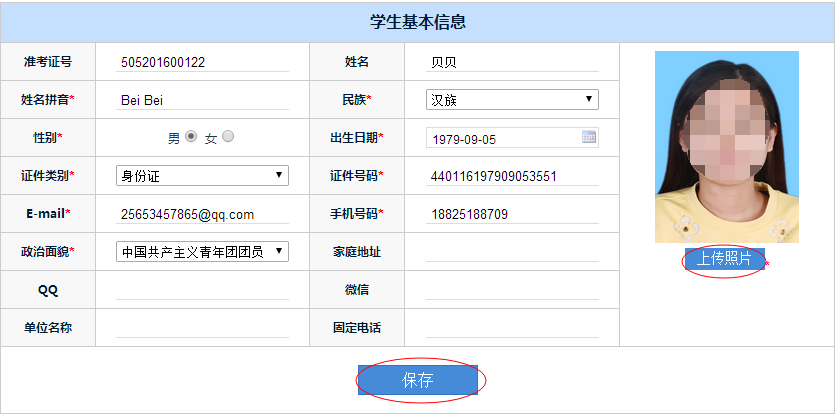 学生基本信息
准考证号 505201600122 姓名 贝贝
姓名拼音* Bei Bei 民族* 汉族
性别* 男 女 出生日期* 1979-09-05
证件类别* 身份证 证件号码* 440116197909053551
E-mail* 25653457865@qq.com 手机号码* 18825188709
上传照片*
政治面貌* 中国共产主义青年团团员 家庭地址
QQ 微信
单位名称 固定电话
保存